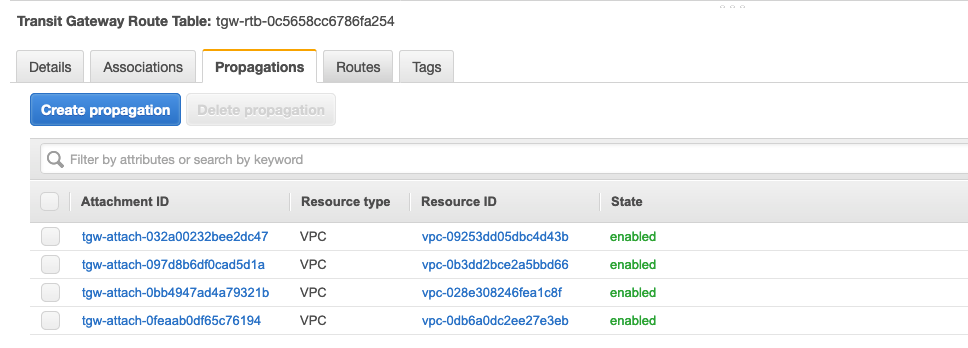 Transit Gateway Route Table: tgw-rtb-0c5658cc6786fa254
Details Associations Propagations Routes Tags
Create propagation Delete propagation
Filter by attributes or search by keyword
Attachment ID Resource type Resource ID State
tgw-attach-032a00232bee2dc47 VPC vpc-09253dd05dbc4d43b enabled
tgw-attach-097d8b6df0cad5d1a VPC vpc-0b3dd2bce2a5bbd66 enabled
tgw-attach-0bb4947ad4a79321b VPC vpc-028e308246fea1c8f enabled
tgw-attach-0feaab0df65c76194 VPC vpc-0db6a0dc2ee27e3eb enabled